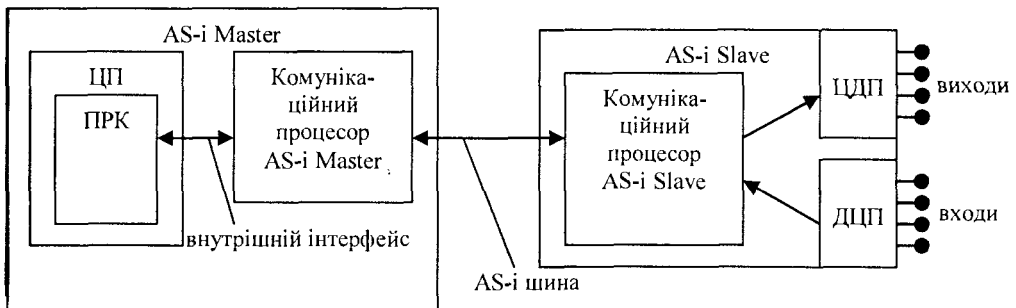 AS-i Master
ЦП
ПРК
Комуніка-
ційний
процесор
AS-i Master
внутрішній інтерфейс
AS-i шина
AS-i Slave
Комуніка-
ційний
процесор
AS-i Slave
ЦДП
виходи
ДЦП
входи